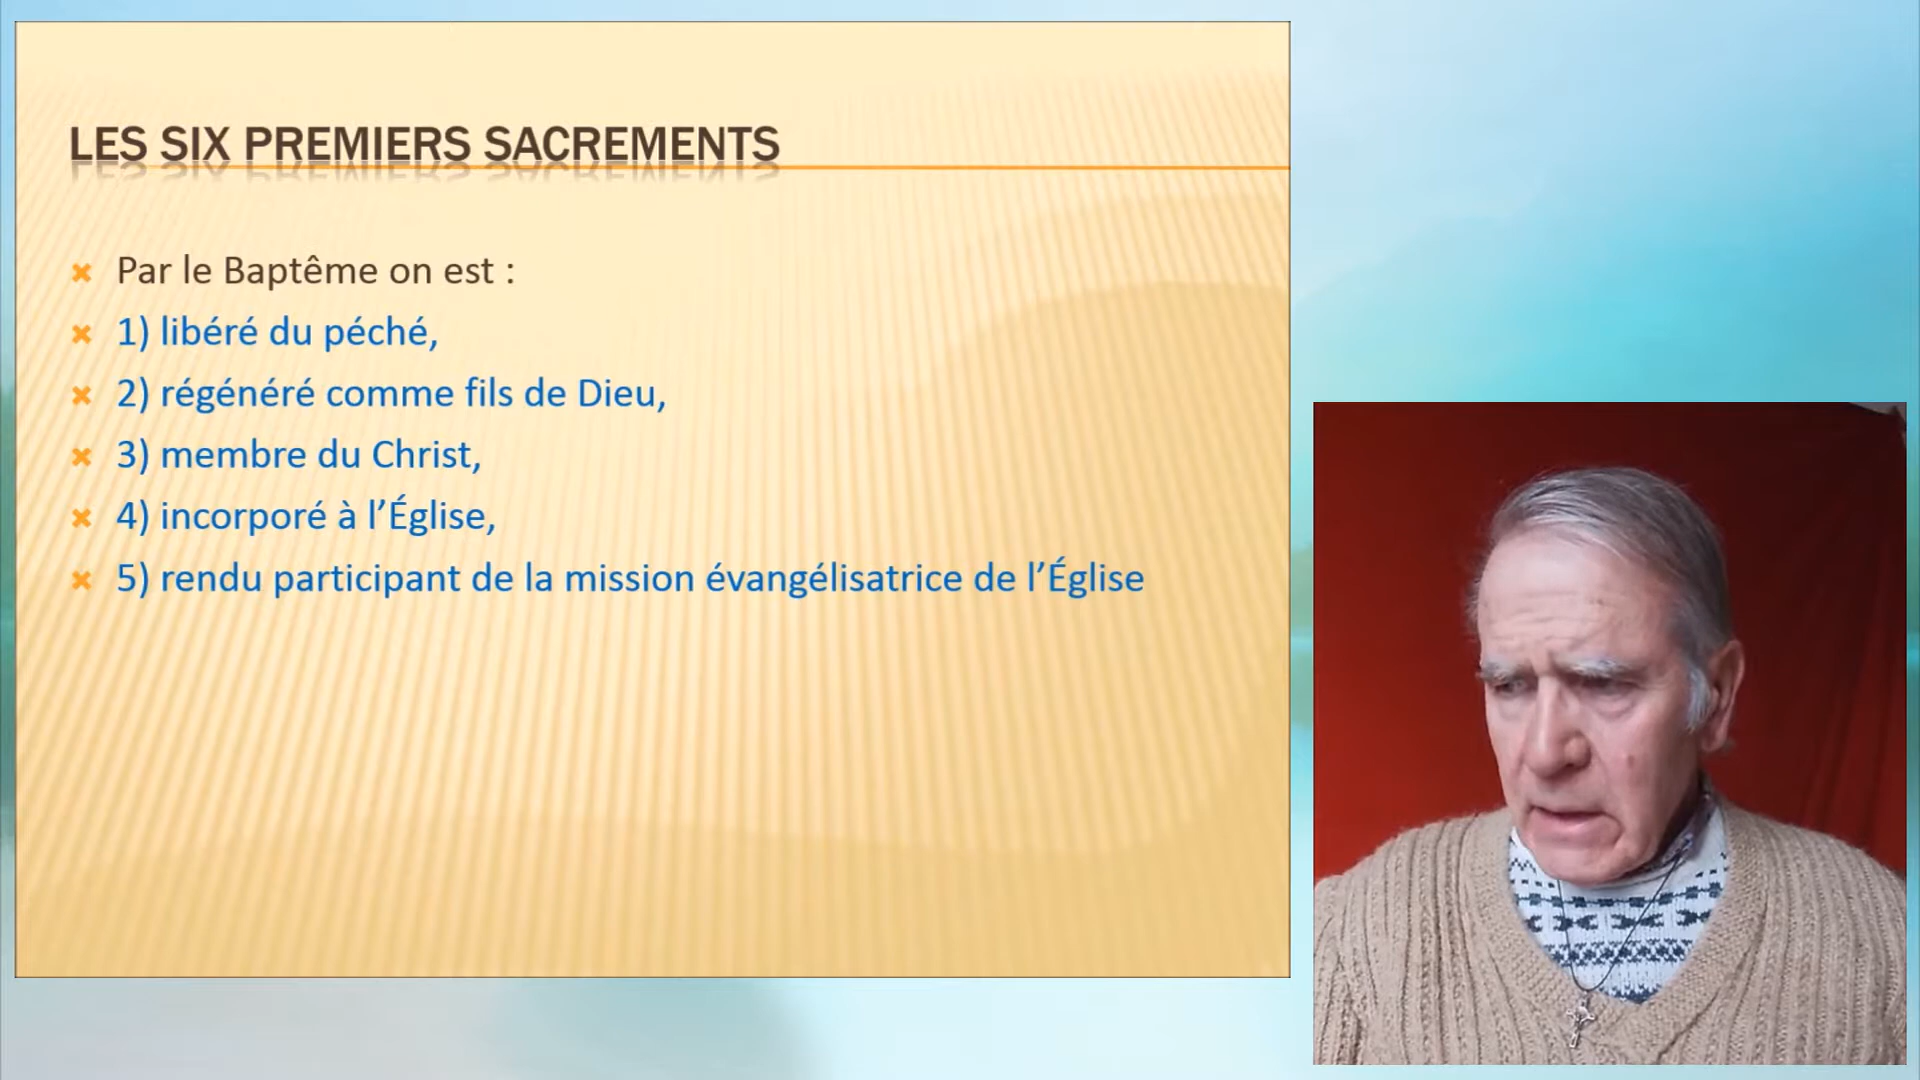 LES SIX PREMIERS SACREMENTS
Par le Baptême on est :
1) libéré du péché,
2) régénéré comme fils de Dieu,
3) membre du Christ,
4) incorporé à l’Église,
5) rendu participant de la mission évangélisatrice de l’Église